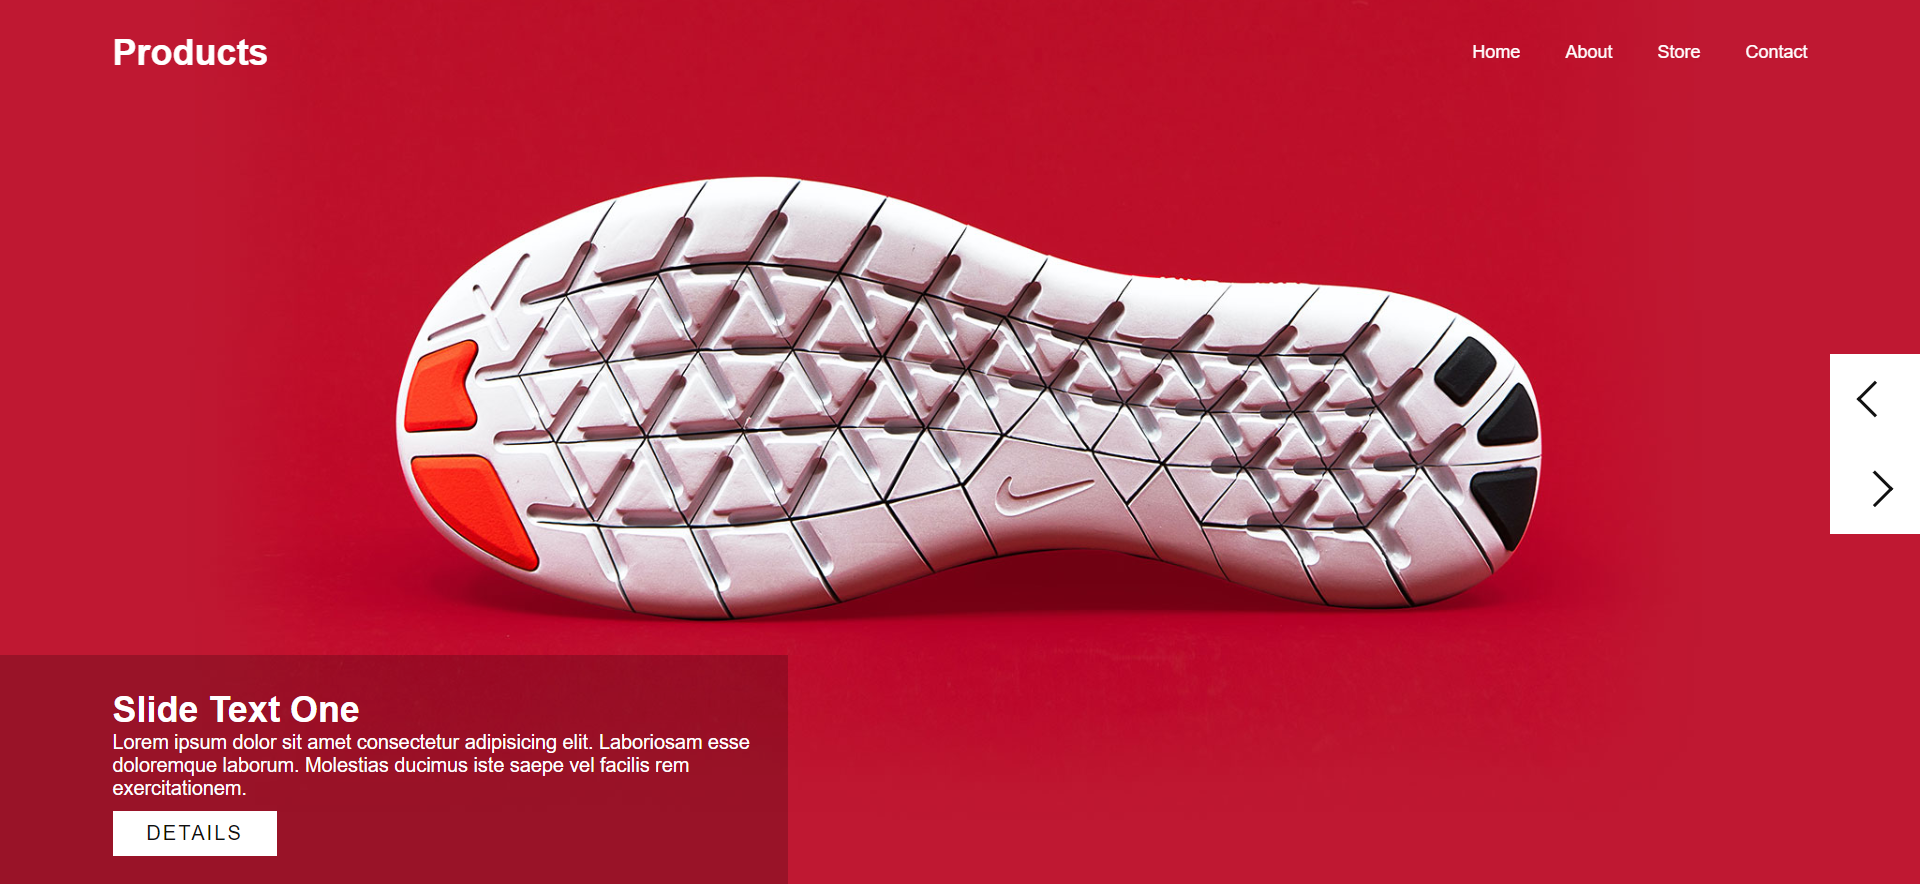 Products
Home About Store Contact
Slide Text One
Lorem ipsum dolor sit amet consectetur adipisicing elit. Laboriosam esse
doloremque laborum. Molestias ducimus iste saepe vel facilis rem
exercitationem.
DETAILS